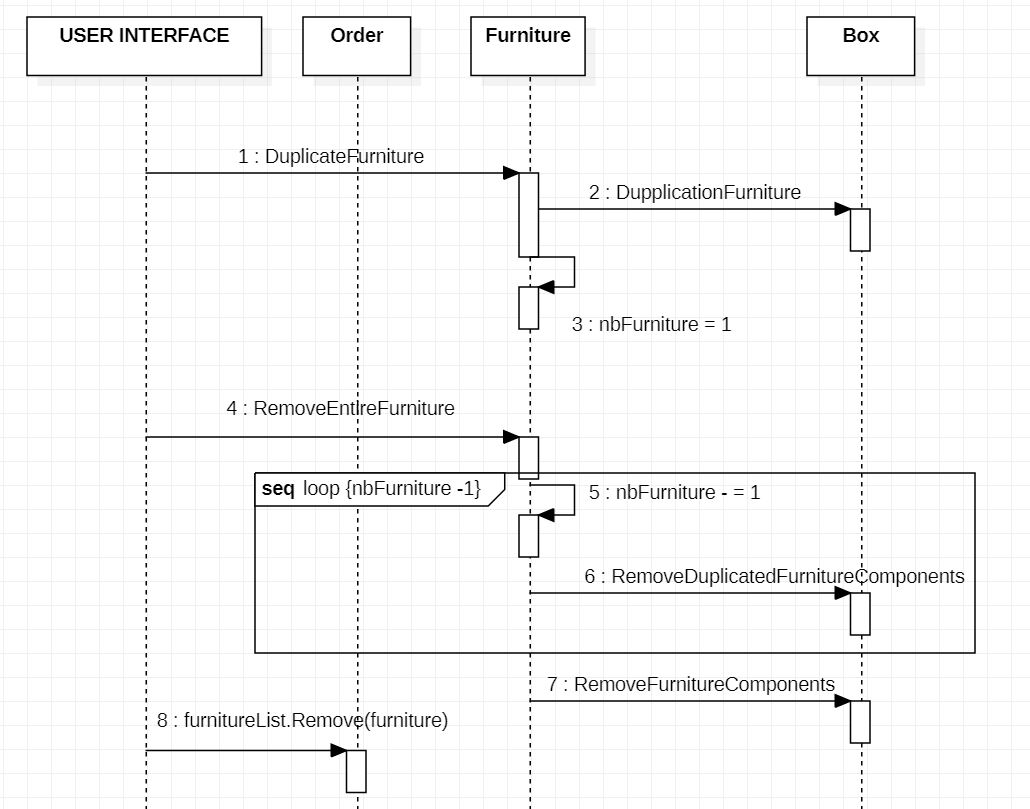 USER INTERFACE
Order
Furniture
Box
1 : DuplicateFurniture
2 : DupplicationFurniture
3 : nbFurniture = 1
4 : RemoveEntireFurniture
seq loop {nbFurniture -1}
5 : nbFurniture - = 1
6 : RemoveDuplicatedFurnitureComponents
7 : RemoveFurnitureComponents
8 : furnitureList.Remove(furniture)